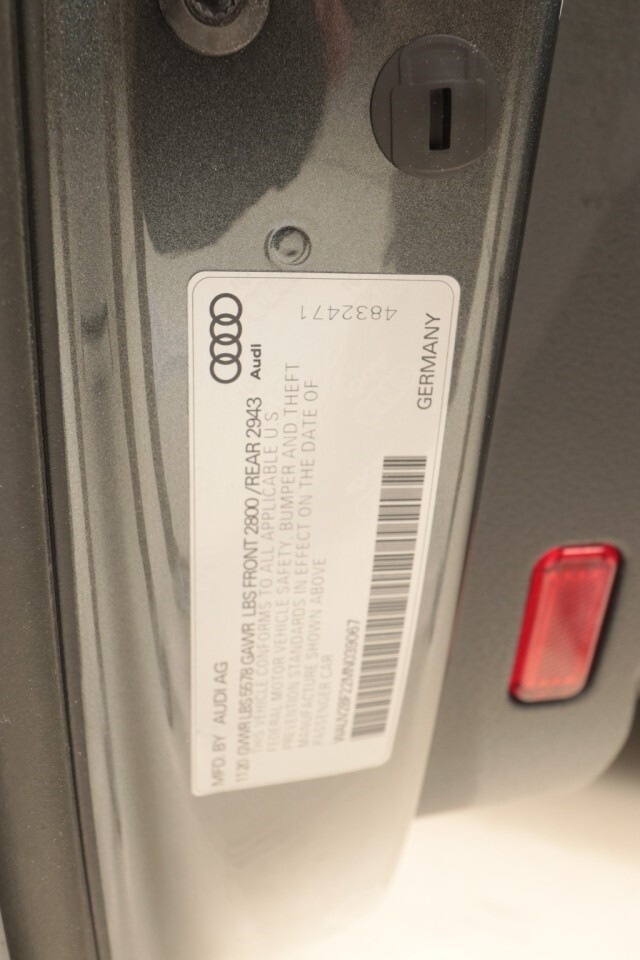 MFD. BY AUDI AG
Audi
11 20 GVWR LBS 5578 GAWR LBS FRONT 2800 / REAR 2943
THIS VEHICLE CONFORMS TO ALL APPLICABLE U S
FEDERAL MOTOR VEHICLE SAFETY, BUMPER AND THEFT
PREVENTION STANDARDS IN EFFECT ON THE DATE OF
MANUFACTURE SHOWN ABOVE
PASSENGER CAR
WAUV2BF22MN039067
4832471
GERMANY